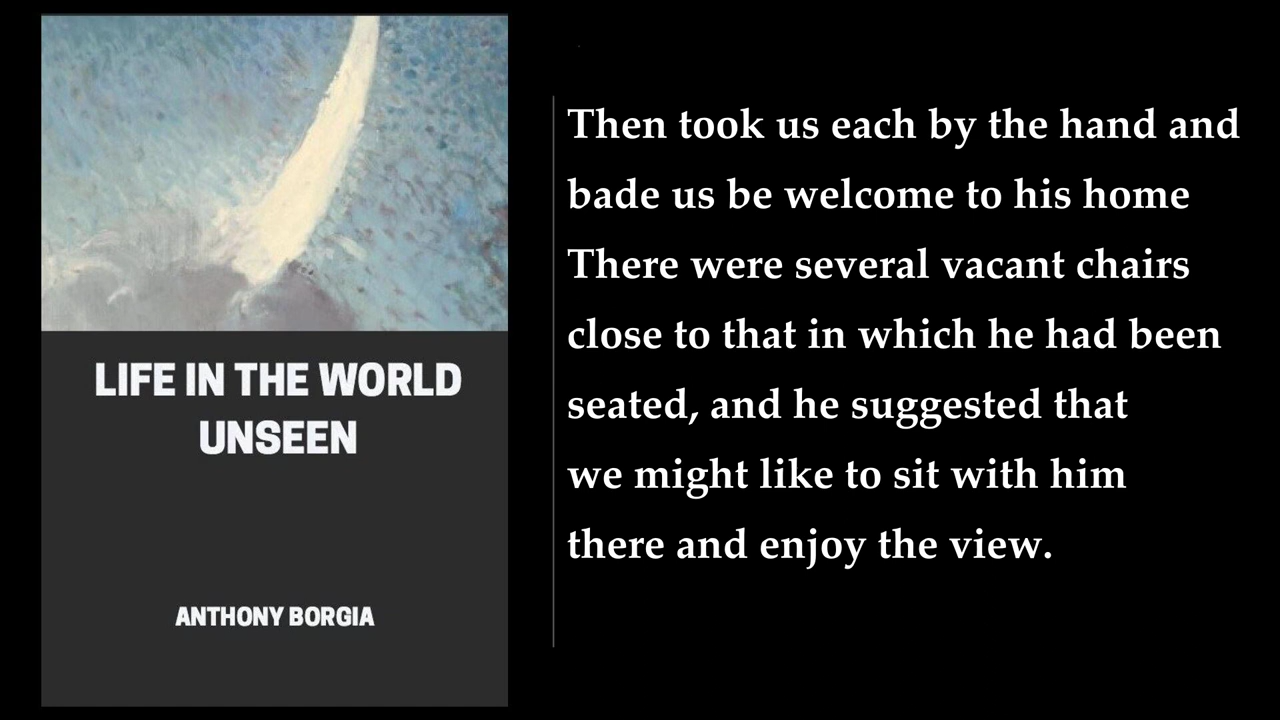 LIFE IN THE WORLD
UNSEEN
ANTHONY BORGIA
Then took us each by the hand and
bade us be welcome to his home
There were several vacant chairs
close to that in which he had been
seated, and he suggested that
we might like to sit with him
there and enjoy the view.